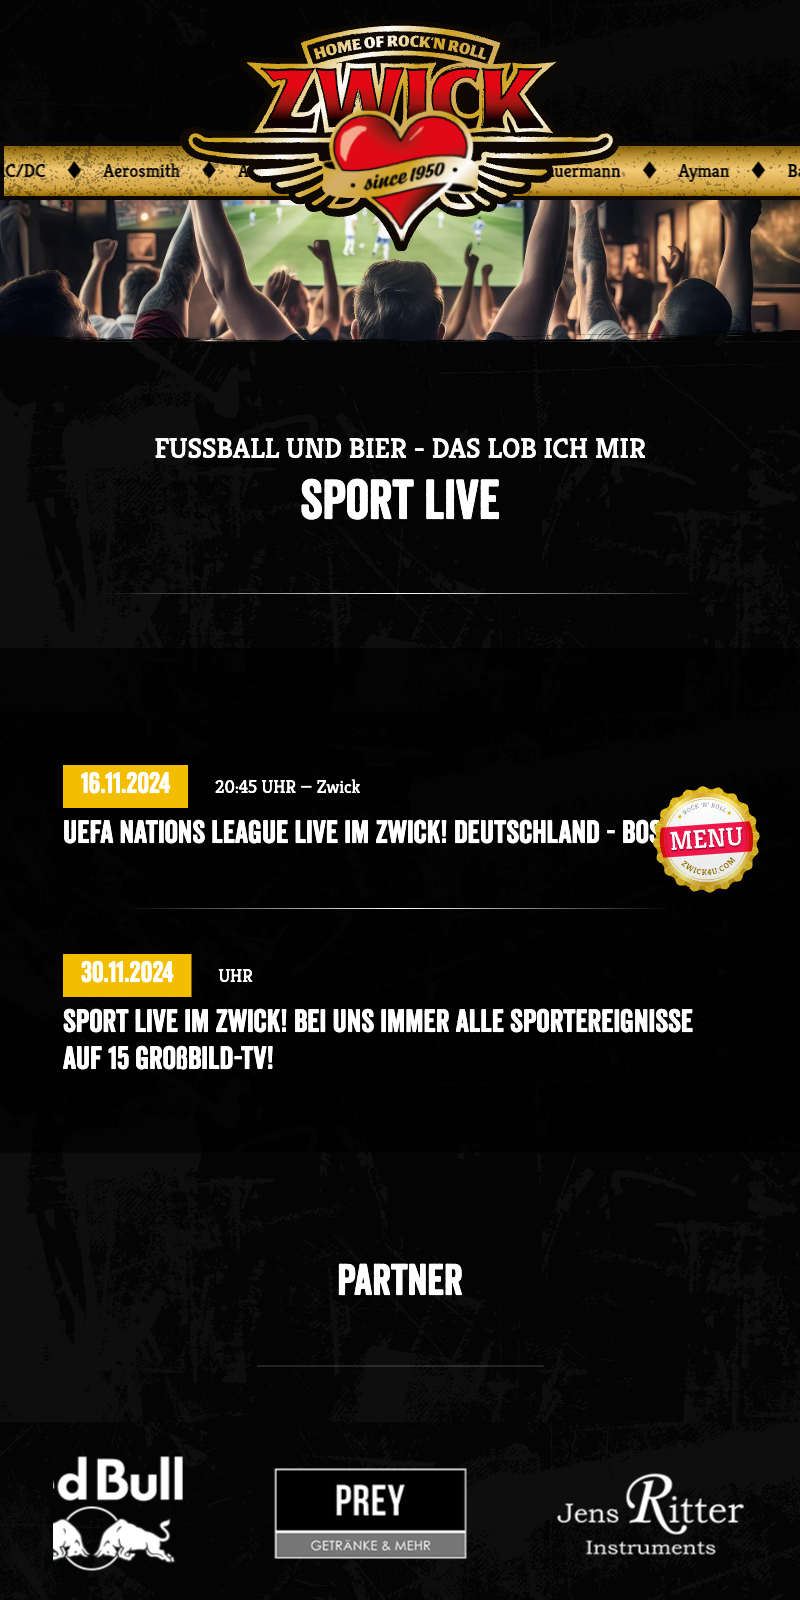 HOME OF ROCK'N ROLL
ZWICK
since 1950
C/DC ♦ Aerosmith ♦ A
uermann ♦ Ayman ♦ Ba
FUSSBALL UND BIER - DAS LOB ICH MIR
SPORT LIVE
16.11.2024 20:45 UHR – Zwick
UEFA NATIONS LEAGUE LIVE IM ZWICK! DEUTSCHLAND - BOS
ROCK 'N' ROLL
MENU
ZWICK4U.COM
30.11.2024 UHR
SPORT LIVE IM ZWICK! BEI UNS IMMER ALLE SPORTEREIGNISSE
AUF 15 GROßBILD-TV!
PARTNER
d Bull
PREY
GETRÄNKE & MEHR
Jens Ritter
Instruments